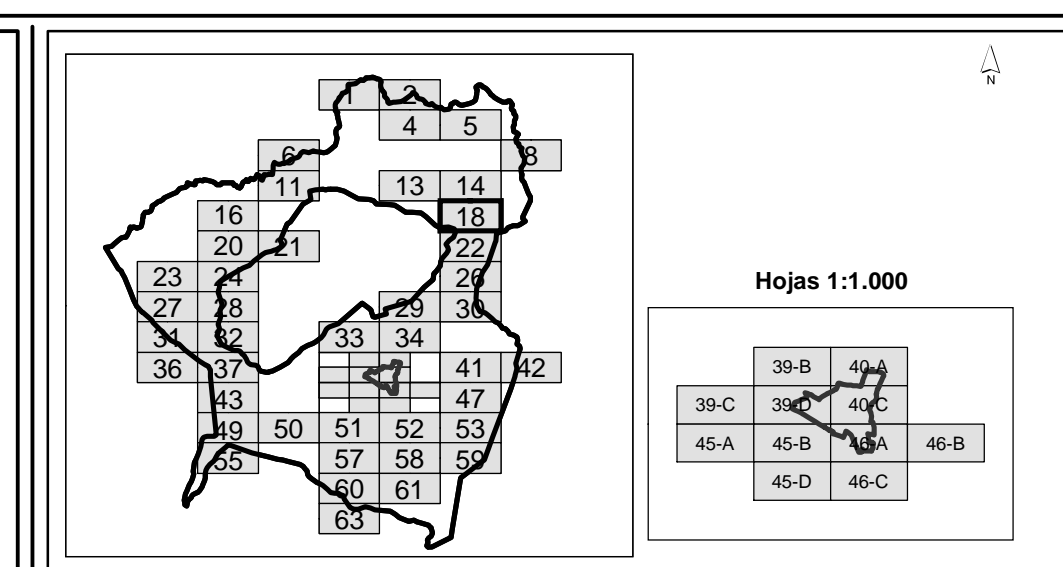 N
1 2
4 5
6 8
11 13 14
16 18
20 21 22
23 24 26
27 28 29 30
31 32 33 34
36 37 41 42
43 47
49 50 51 52 53
55 57 58 59
60 61
63
Hojas 1:1.000
39-B 40-A
39-C 39-D 40-C
45-A 45-B 46-A 46-B
45-D 46-C